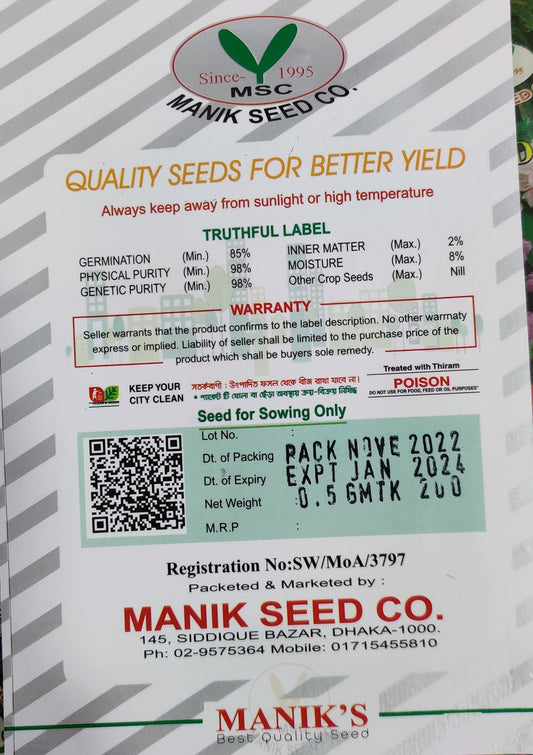 Since- 1995
MSC
MANIK SEED CO.
QUALITY SEEDS FOR BETTER YIELD
Always keep away from sunlight or high temperature
TRUTHFUL LABEL
GERMINATION (Min.) 85%
PHYSICAL PURITY (Min.) 98%
GENETIC PURITY (Min.) 98%
INNER MATTER (Max.) 2%
MOISTURE (Max.) 8%
Other Crop Seeds (Max.) Nill
WARRANTY
Seller warrants that the product confirms to the label description. No other warrnaty
express or implied. Liability of seller shall be limited to the purchase price of the
product which shall be buyers sole remedy.
KEEP YOUR
CITY CLEAN
সতর্কবাণী : উৎপাদিত ফসল থেকে বীজ রাখা যাবে না।
* প্যাকেট টি খোলা বা ছেঁড়া অবস্থায় ক্রয়-বিক্রয় নিষিদ্ধ
Treated with Thiram
POISON
DO NOT USE FOR FOOD, FEED OR OIL PURPOSES*
Seed for Sowing Only
Lot No. :
Dt. of Packing PACK NOVE 2022
Dt. of Expiry EXPT JAN 2024
Net Weight : 0.5 GMTK 200
M.R.P :
Registration No:SW/MoA/3797
Packeted & Marketed by :
MANIK SEED CO.
145, SIDDIQUE BAZAR, DHAKA-1000.
Ph: 02-9575364 Mobile: 01715455810
MANIK'S
Best Quality Seed